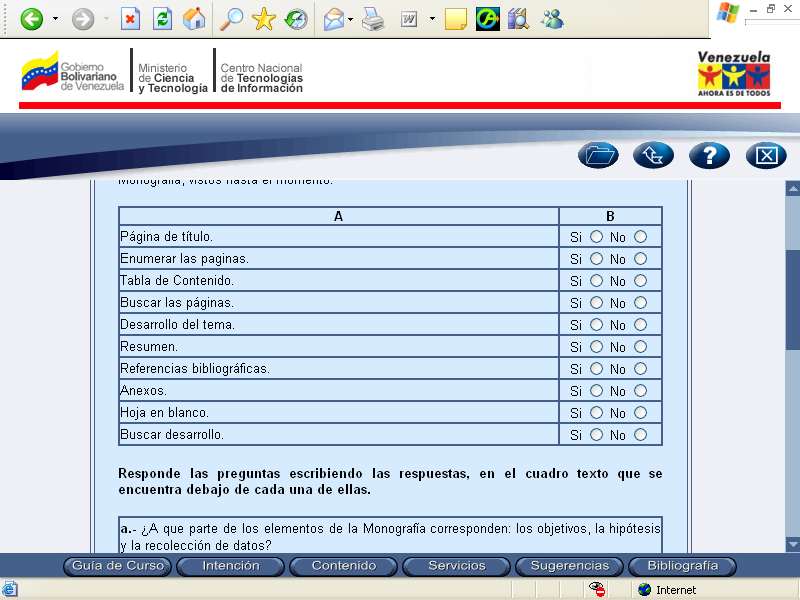 Gobierno
Bolivariano
de Venezuela
Ministerio
de Ciencia
y Tecnología
Centro Nacional
de Tecnologías
de Información
Venezuela
AHORA ES DE TODOS
Monografía, vistos hasta el momento.
A B
Página de título. Si No
Enumerar las paginas. Si No
Tabla de Contenido. Si No
Buscar las páginas. Si No
Desarrollo del tema. Si No
Resumen. Si No
Referencias bibliográficas. Si No
Anexos. Si No
Hoja en blanco. Si No
Buscar desarrollo. Si No
Responde las preguntas escribiendo las respuestas, en el cuadro texto que se
encuentra debajo de cada una de ellas.
a.- ¿A que parte de los elementos de la Monografía corresponden: los objetivos, la hipótesis
y la recolección de datos?
Guía de Curso Intención Contenido Servicios Sugerencias Bibliografía
Internet